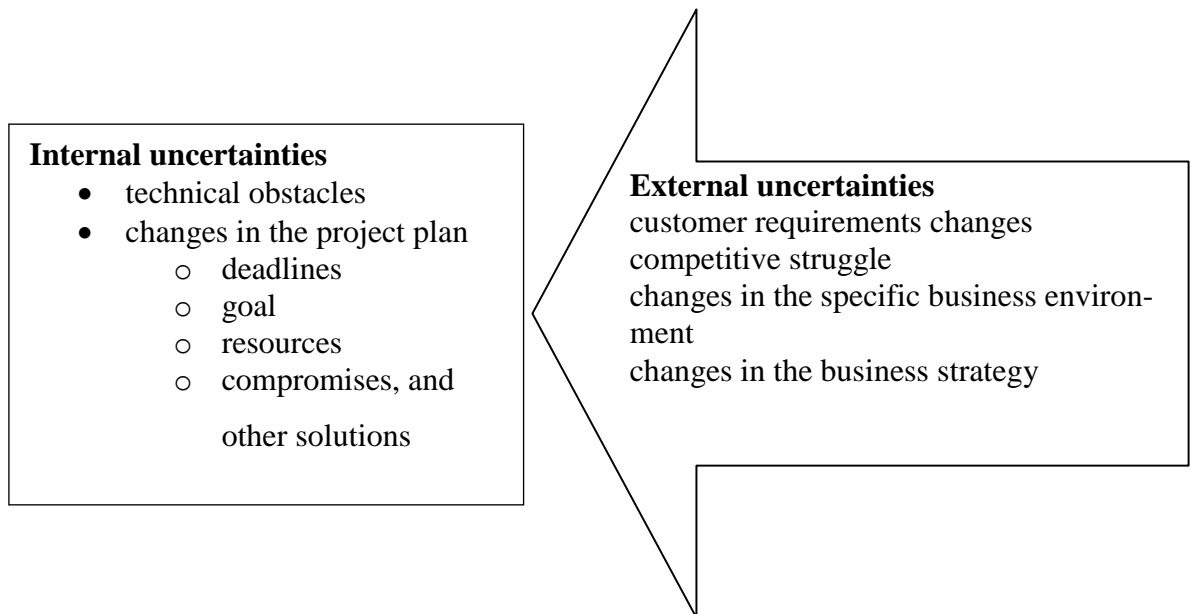 Internal uncertainties
• technical obstacles
• changes in the project plan
o deadlines
o goal
o resources
o compromises, and
other solutions
External uncertainties
customer requirements changes
competitive struggle
changes in the specific business environ-
ment
changes in the business strategy